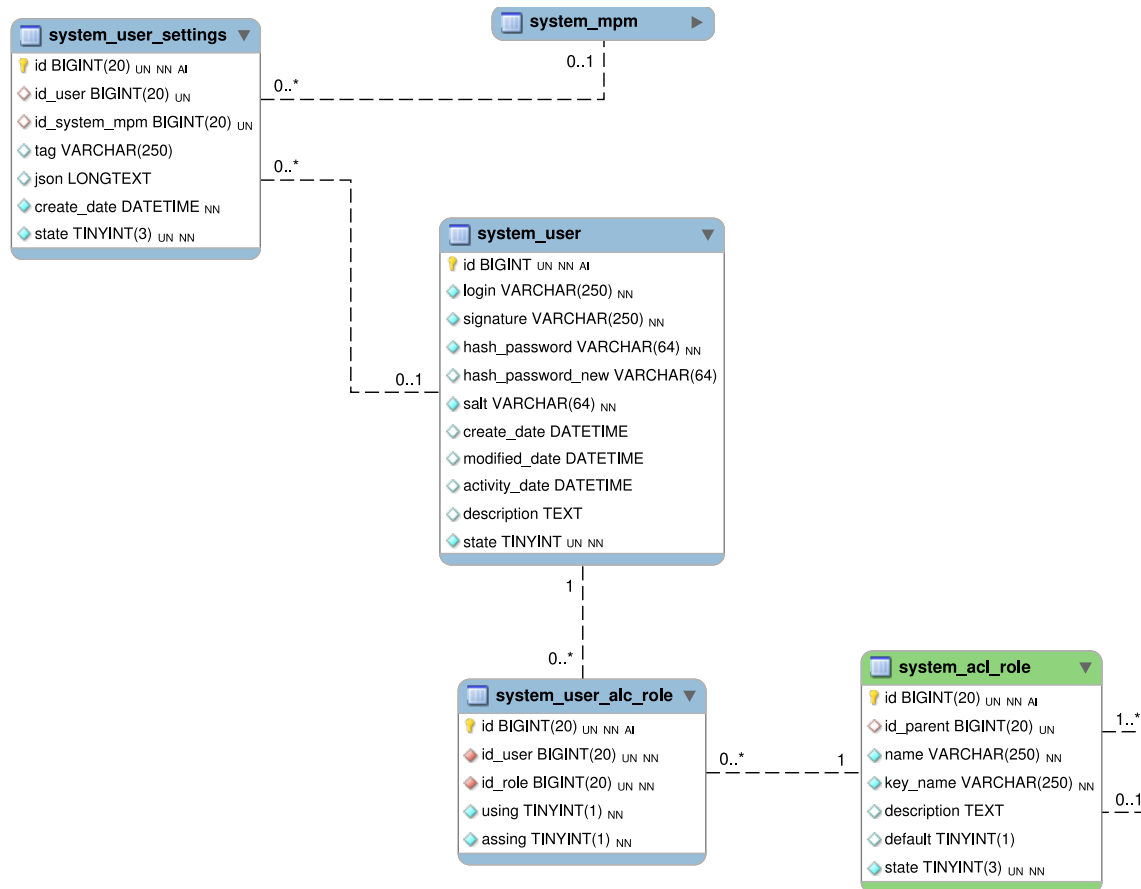 system_mpm
0..1
system_user_settings
id BIGINT(20) UN NN AI
id_user BIGINT(20) UN
id_system_mpm BIGINT(20) UN
tag VARCHAR(250)
json LONGTEXT
create_date DATETIME NN
state TINYINT(3) UN NN
0..*
0..*
0..1
system_user
id BIGINT UN NN AI
login VARCHAR(250) NN
signature VARCHAR(250) NN
hash_password VARCHAR(64) NN
hash_password_new VARCHAR(64)
salt VARCHAR(64) NN
create_date DATETIME
modified_date DATETIME
activity_date DATETIME
description TEXT
state TINYINT UN NN
1
0..*
system_user_alc_role
id BIGINT(20) UN NN AI
id_user BIGINT(20) UN NN
id_role BIGINT(20) UN NN
using TINYINT(1) NN
assing TINYINT(1) NN
0..*
1
system_acl_role
id BIGINT(20) UN NN AI
id_parent BIGINT(20) UN
name VARCHAR(250) NN
key_name VARCHAR(250) NN
description TEXT
default TINYINT(1)
state TINYINT(3) UN NN
1..*
0..1